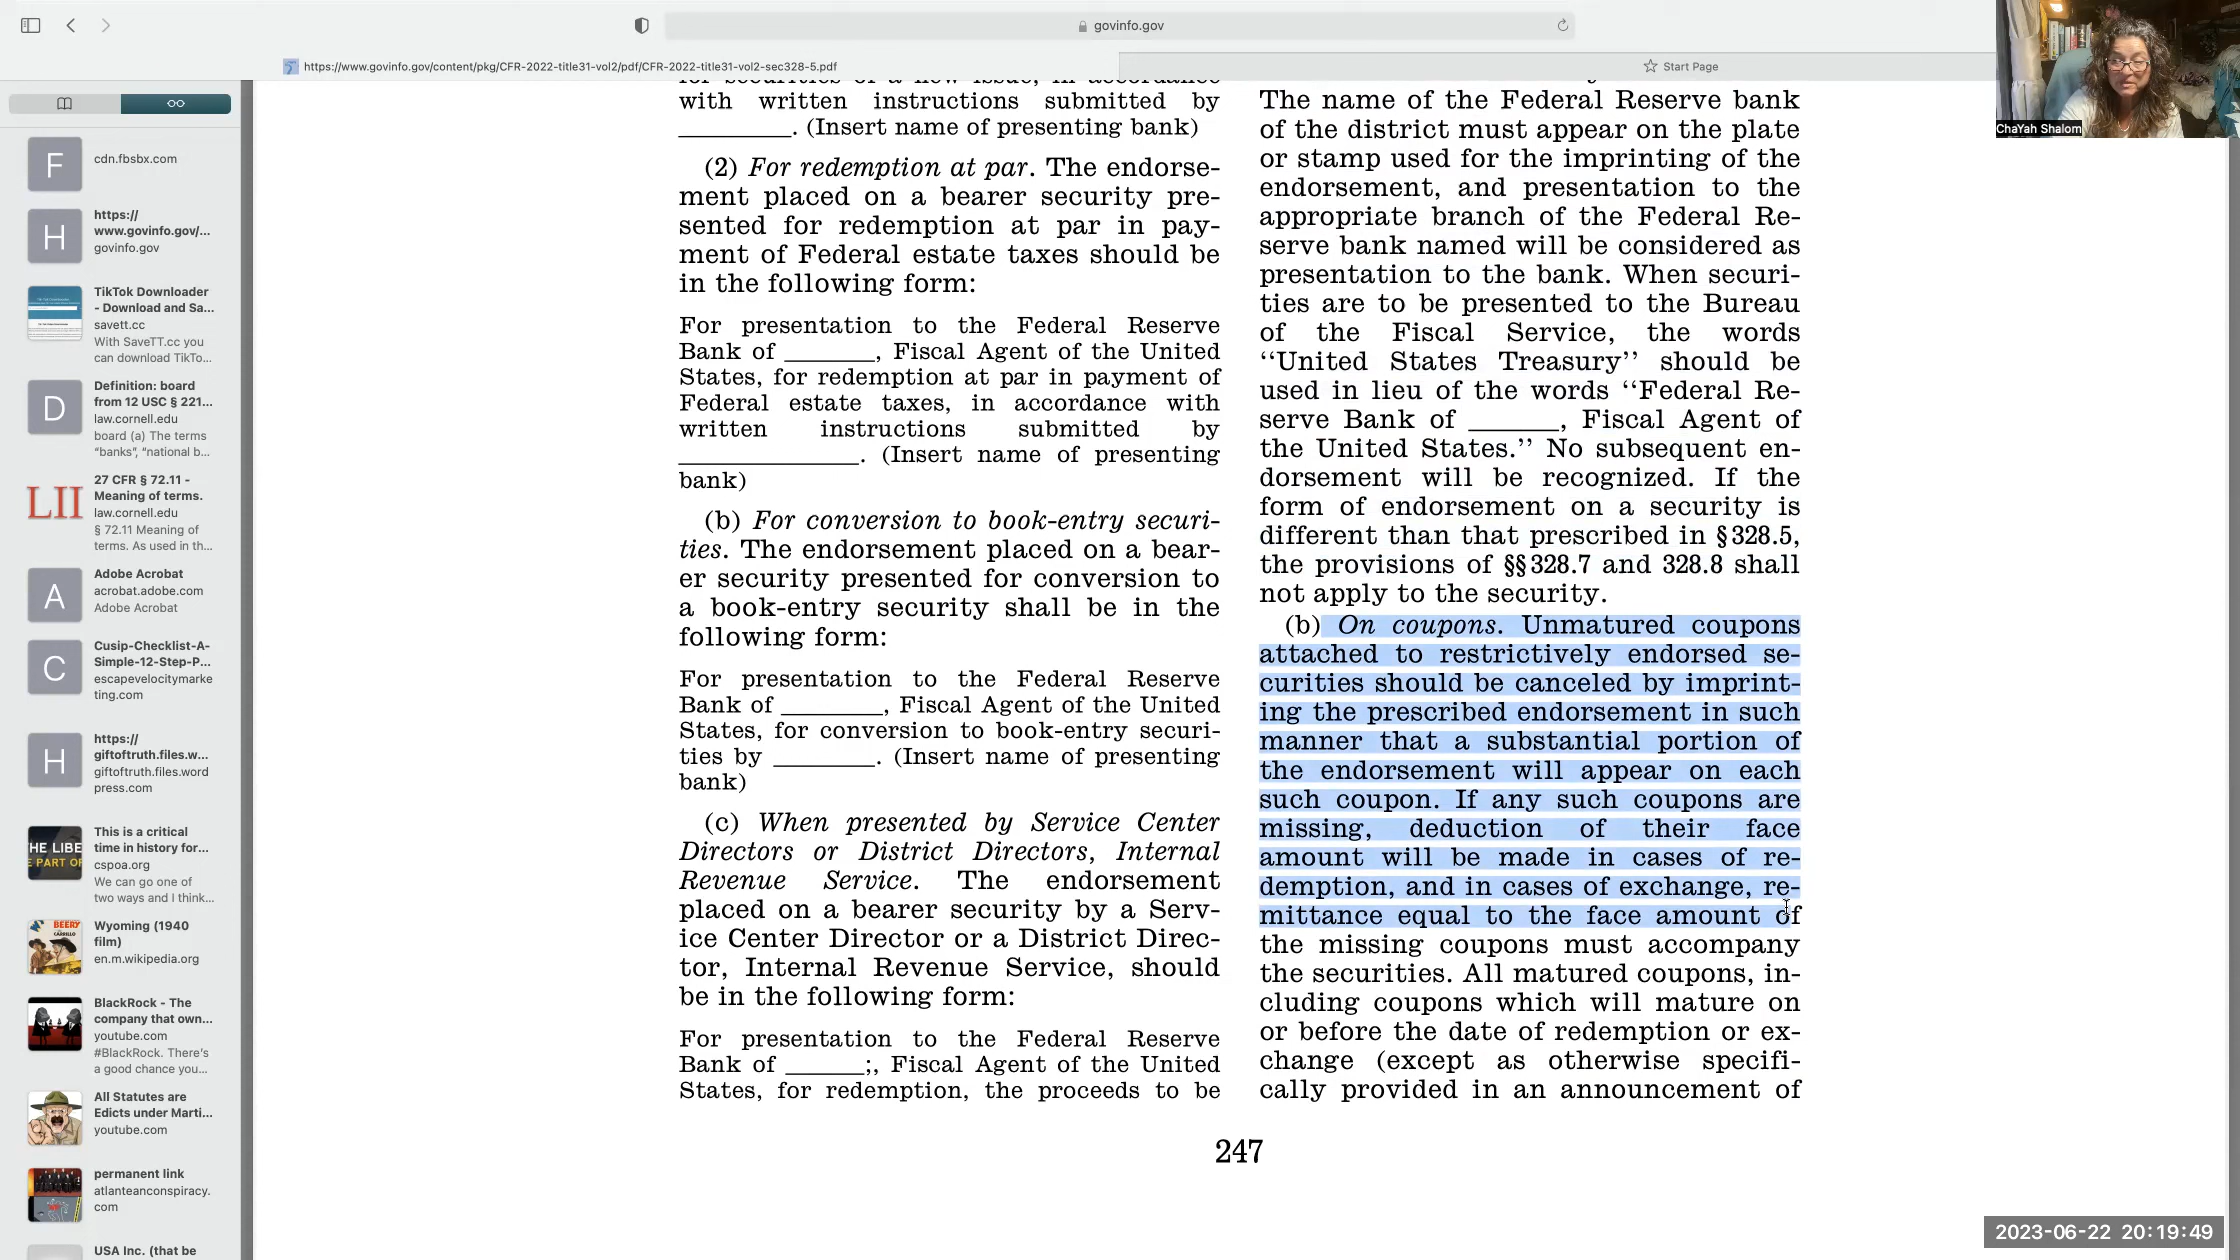 govinfo.gov
https://www.govinfo.gov/content/pkg/CFR-2022-title31-vol2/pdf/CFR-2022-title31-vol2-sec328-5.pdf
Start Page
ChaYah Shalom
F
cdn.fbsbx.com
H
https://
www.govinfo.gov/...
govinfo.gov
TikTok Downloader
- Download and Sa...
savett.cc
With SaveTT.cc you
can download TikTo...
D
Definition: board
from 12 USC § 221...
law.cornell.edu
board (a) The terms
“banks”, “national b...
LII
27 CFR § 72.11 -
Meaning of terms.
law.cornell.edu
§ 72.11 Meaning of
terms. As used in th...
A
Adobe Acrobat
acrobat.adobe.com
Adobe Acrobat
C
Cusip-Checklist-A-
Simple-12-Step-P...
escapevelocitymarke
ting.com
H
https://
giftoftruth.files.w...
giftoftruth.files.word
press.com
HE LIBE
E PART OF
This is a critical
time in history for...
cspoa.org
We can go one of
two ways and I think...
BEERY
Wyoming (1940
film)
en.m.wikipedia.org
BlackRock - The
company that own...
youtube.com
#BlackRock. There's
a good chance you...
All Statutes are
Edicts under Marti...
youtube.com
permanent link
atlanteanconspiracy.
com
USA Inc. (that be
for securities of a new issue, in accordance
with written instructions submitted by
_________. (Insert name of presenting bank)
(2) For redemption at par. The endorse-
ment placed on a bearer security pre-
sented for redemption at par in pay-
ment of Federal estate taxes should be
in the following form:
For presentation to the Federal Reserve
Bank of _______, Fiscal Agent of the United
States, for redemption at par in payment of
Federal estate taxes, in accordance with
written instructions submitted by
______________. (Insert name of presenting
bank)
(b) For conversion to book-entry securi-
ties. The endorsement placed on a bear-
er security presented for conversion to
a book-entry security shall be in the
following form:
For presentation to the Federal Reserve
Bank of ________, Fiscal Agent of the United
States, for conversion to book-entry securi-
ties by ________. (Insert name of presenting
bank)
(c) When presented by Service Center
Directors or District Directors, Internal
Revenue Service. The endorsement
placed on a bearer security by a Serv-
ice Center Director or a District Direc-
tor, Internal Revenue Service, should
be in the following form:
For presentation to the Federal Reserve
Bank of ______;, Fiscal Agent of the United
States, for redemption, the proceeds to be
The name of the Federal Reserve bank
of the district must appear on the plate
or stamp used for the imprinting of the
endorsement, and presentation to the
appropriate branch of the Federal Re-
serve bank named will be considered as
presentation to the bank. When securi-
ties are to be presented to the Bureau
of the Fiscal Service, the words
‘‘United States Treasury’’ should be
used in lieu of the words ‘‘Federal Re-
serve Bank of ______, Fiscal Agent of
the United States.’’ No subsequent en-
dorsement will be recognized. If the
form of endorsement on a security is
different than that prescribed in §328.5,
the provisions of §§328.7 and 328.8 shall
not apply to the security.
(b) On coupons. Unmatured coupons
attached to restrictively endorsed se-
curities should be canceled by imprint-
ing the prescribed endorsement in such
manner that a substantial portion of
the endorsement will appear on each
such coupon. If any such coupons are
missing, deduction of their face
amount will be made in cases of re-
demption, and in cases of exchange, re-
mittance equal to the face amount of
the missing coupons must accompany
the securities. All matured coupons, in-
cluding coupons which will mature on
or before the date of redemption or ex-
change (except as otherwise specifi-
cally provided in an announcement of
247
2023-06-22 20:19:49